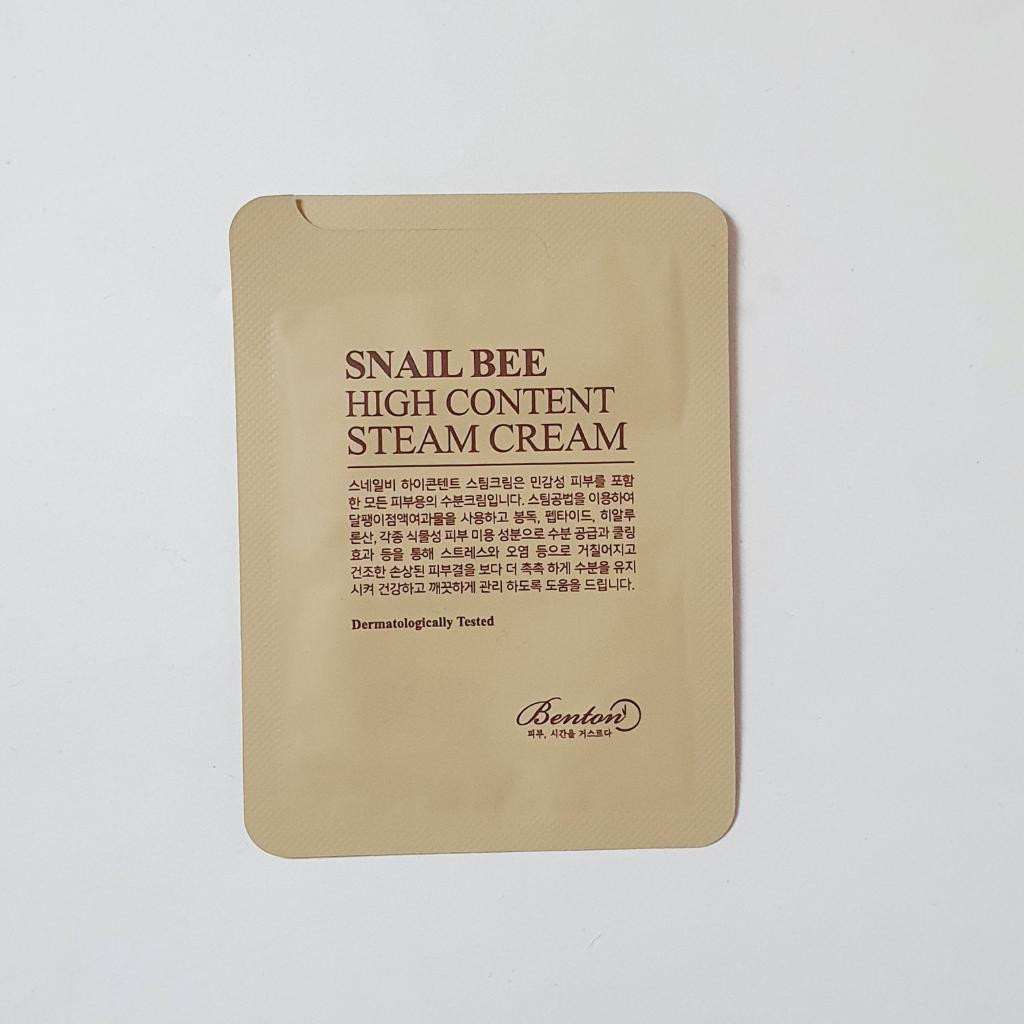 SNAIL BEE
HIGH CONTENT
STEAM CREAM
스네일비 하이콘텐트 스팀크림은 민감성 피부를 포함
한 모든 피부용의 수분크림입니다. 스팀공법을 이용하여
달팽이점액여과물을 사용하고 봉독, 펩타이드, 히알루
론산, 각종 식물성 피부 미용 성분으로 수분 공급과 쿨링
효과 등을 통해 스트레스와 오염 등으로 거칠어지고
건조한 손상된 피부결을 보다 더 촉촉 하게 수분을 유지
시켜 건강하고 깨끗하게 관리 하도록 도움을 드립니다.
Dermatologically Tested
Benton
피부, 시간을 거스르다